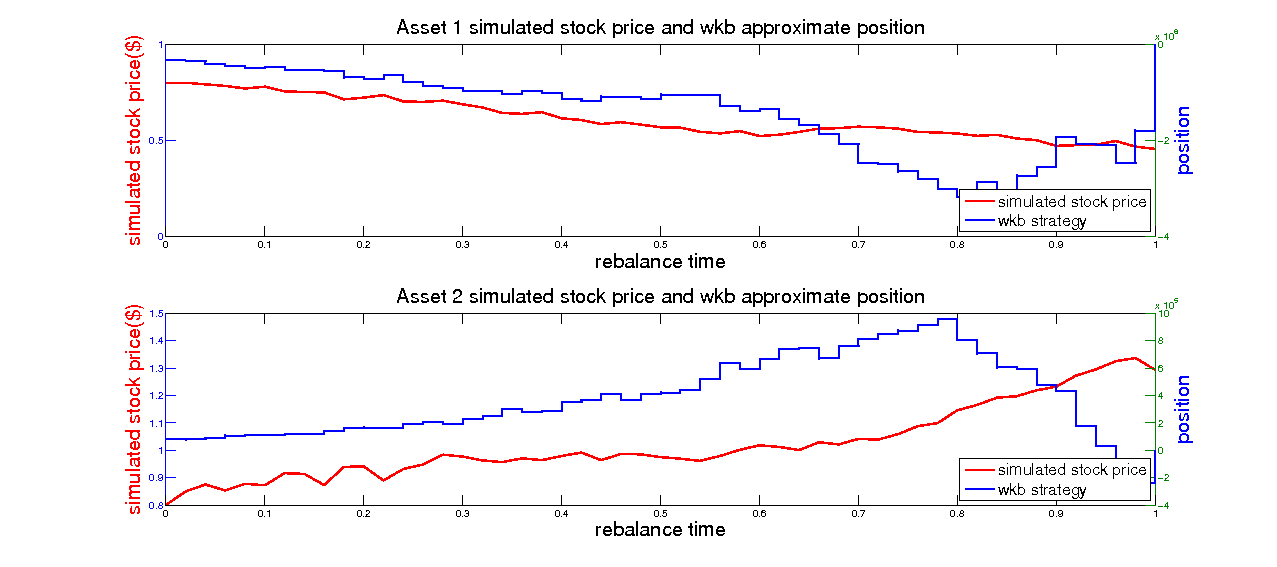 Asset 1 simulated stock price and wkb approximate position
simulated stock price($)
1
0.5
0
x 10^6
0
−2
−4
position
0 0.1 0.2 0.3 0.4 0.5 0.6 0.7 0.8 0.9 1
rebalance time
simulated stock price
wkb strategy
Asset 2 simulated stock price and wkb approximate position
simulated stock price($)
1.5
1.4
1.3
1.2
1.1
1
0.9
0.8
10
8
6
4
2
0
−2
−4
position
0 0.1 0.2 0.3 0.4 0.5 0.6 0.7 0.8 0.9 1
rebalance time
simulated stock price
wkb strategy